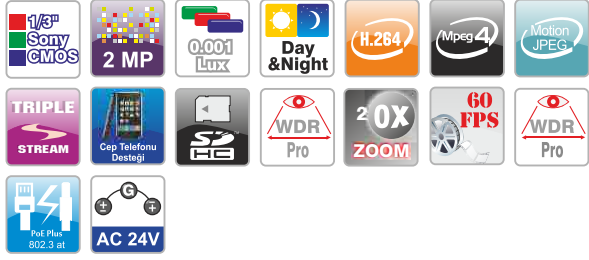 1/3"
Sony
CMOS
2 MP
0.001
Lux
Day
&Night
H.264
Mpeg4
Motion
JPEG
TRIPLE
S
STREAM
Cep Telefonu
Desteği
SD
HC
WDR
Pro
20X
ZOOM
60
FPS
WDR
Pro
PoE Plus
802.3 at
G
AC 24V